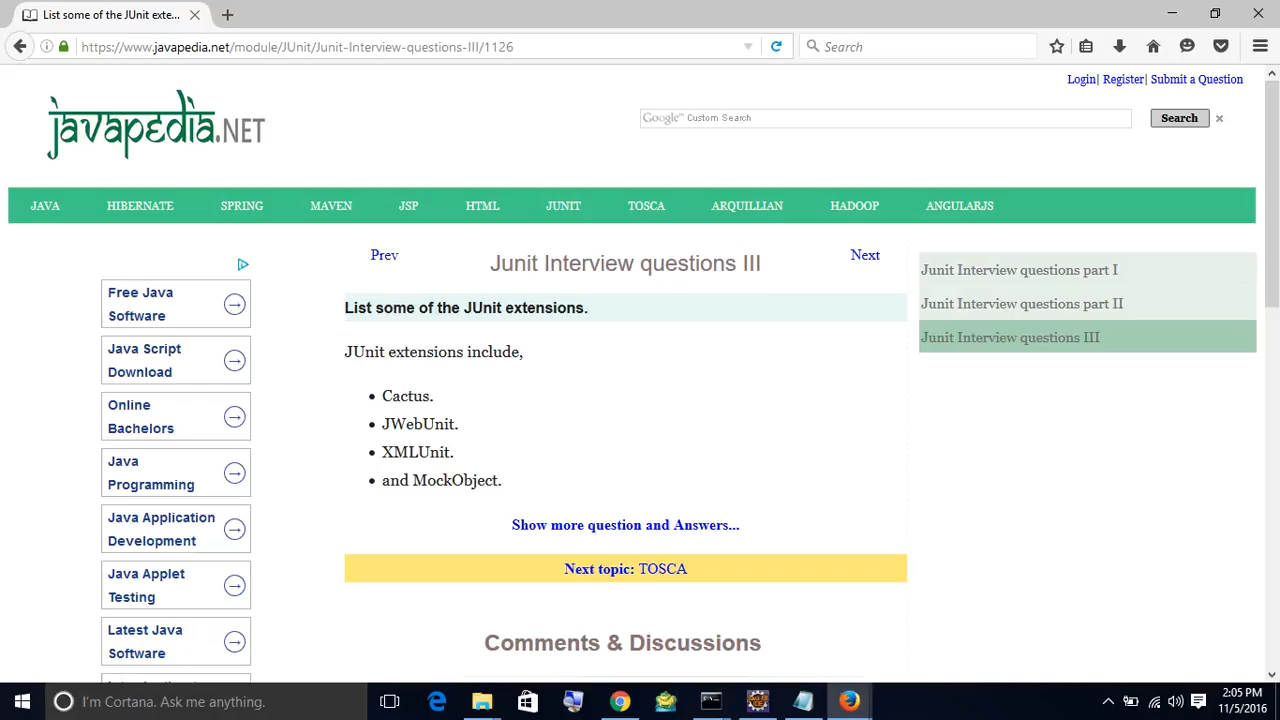 List some of the JUnit exte...
https://www.javapedia.net/module/JUnit/Junit-Interview-questions-III/1126
Search
Login| Register| Submit a Question
javapedia.NET
Google™ Custom Search
Search
JAVA HIBERNATE SPRING MAVEN JSP HTML JUNIT TOSCA ARQUILLIAN HADOOP ANGULARJS
Free Java
Software
Java Script
Download
Online
Bachelors
Java
Programming
Java Application
Development
Java Applet
Testing
Latest Java
Software
Prev
Junit Interview questions III
Next
List some of the JUnit extensions.
JUnit extensions include,
• Cactus.
• JWebUnit.
• XMLUnit.
• and MockObject.
Show more question and Answers...
Next topic: TOSCA
Comments & Discussions
Junit Interview questions part I
Junit Interview questions part II
Junit Interview questions III
I'm Cortana. Ask me anything.
2:05 PM
11/5/2016